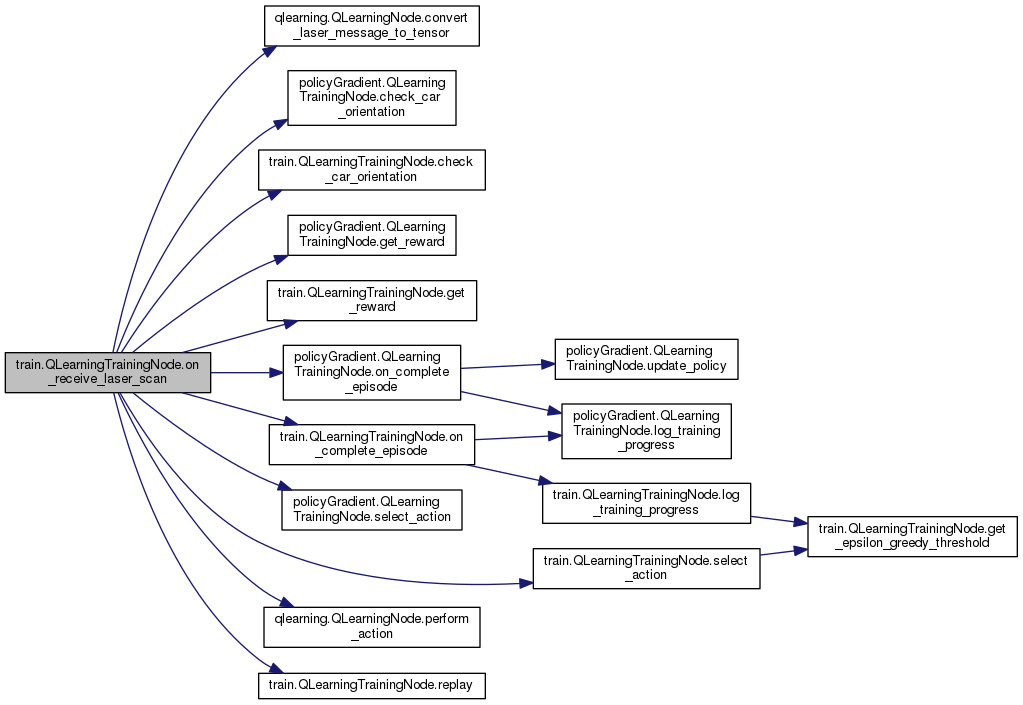 qlearning.QLearningNode.convert
_laser_message_to_tensor
policyGradient.QLearning
TrainingNode.check_car
_orientation
train.QLearningTrainingNode.check
_car_orientation
policyGradient.QLearning
TrainingNode.get_reward
train.QLearningTrainingNode.get
_reward
train.QLearningTrainingNode.on
_receive_laser_scan
policyGradient.QLearning
TrainingNode.on_complete
_episode
policyGradient.QLearning
TrainingNode.update_policy
policyGradient.QLearning
TrainingNode.log_training
_progress
train.QLearningTrainingNode.on
_complete_episode
policyGradient.QLearning
TrainingNode.select_action
train.QLearningTrainingNode.log
_training_progress
train.QLearningTrainingNode.get
_epsilon_greedy_threshold
train.QLearningTrainingNode.select
_action
qlearning.QLearningNode.perform
_action
train.QLearningTrainingNode.replay